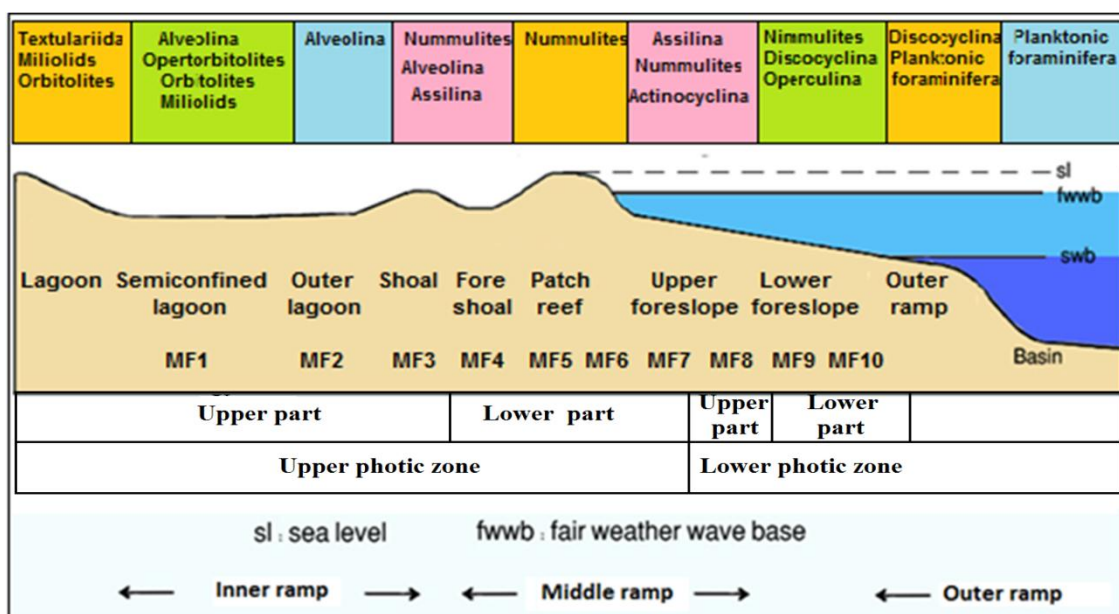 Textulariida
Miliolids
Orbitolites
Alveolina
Opertorbitolites
Orbitolites
Miliolids
Alveolina
Nummulites
Alveolina
Assilina
Nummulites
Assilina
Nummulites
Actinocyclina
Nimmulites
Discocyclina
Operculina
Discocyclina
Planktonic
foraminifera
Planktonic
foraminifera
sl
fwwb
swb
Lagoon
Semiconfined
lagoon
Outer
lagoon
Shoal
Fore
shoal
Patch
reef
Upper
foreslope
Lower
foreslope
Outer
ramp
MF1 MF2 MF3 MF4 MF5 MF6 MF7 MF8 MF9 MF10
Basin
Upper part
Lower part
Upper
part
Lower
part
Upper photic zone
Lower photic zone
sl : sea level
fwwb : fair weather wave base
Inner ramp
Middle ramp
Outer ramp